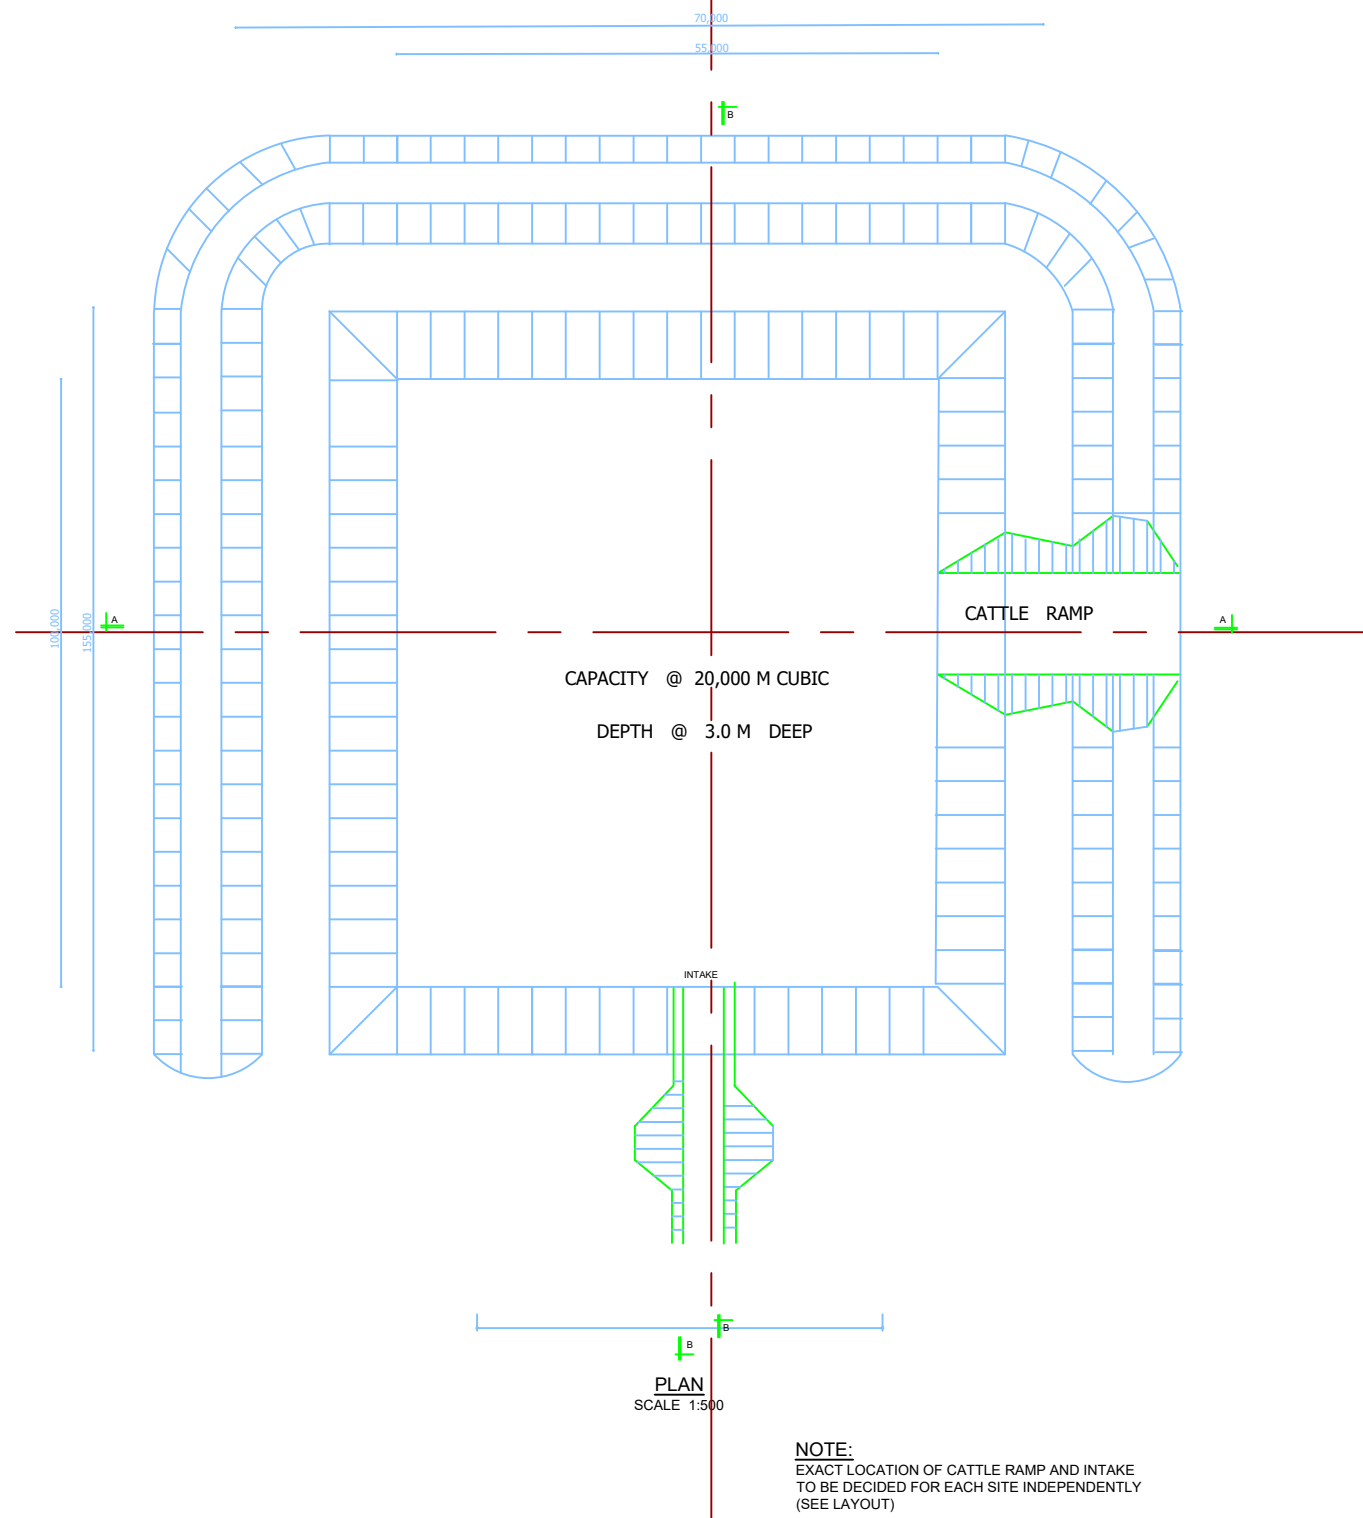 70,000
55,000
B
100,000
155,000
A
A
CATTLE RAMP
CAPACITY @ 20,000 M CUBIC
DEPTH @ 3.0 M DEEP
INTAKE
B
B
PLAN
SCALE 1:500
NOTE:
EXACT LOCATION OF CATTLE RAMP AND INTAKE
TO BE DECIDED FOR EACH SITE INDEPENDENTLY
(SEE LAYOUT)